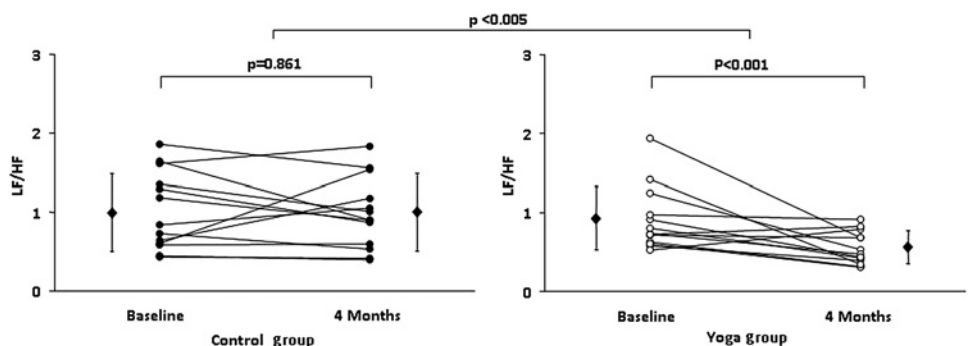 p <0.005
3
p=0.861
2
LF/HF
1
0
Baseline 4 Months
Control group
3
P<0.001
2
LF/HF
1
0
Baseline 4 Months
Yoga group